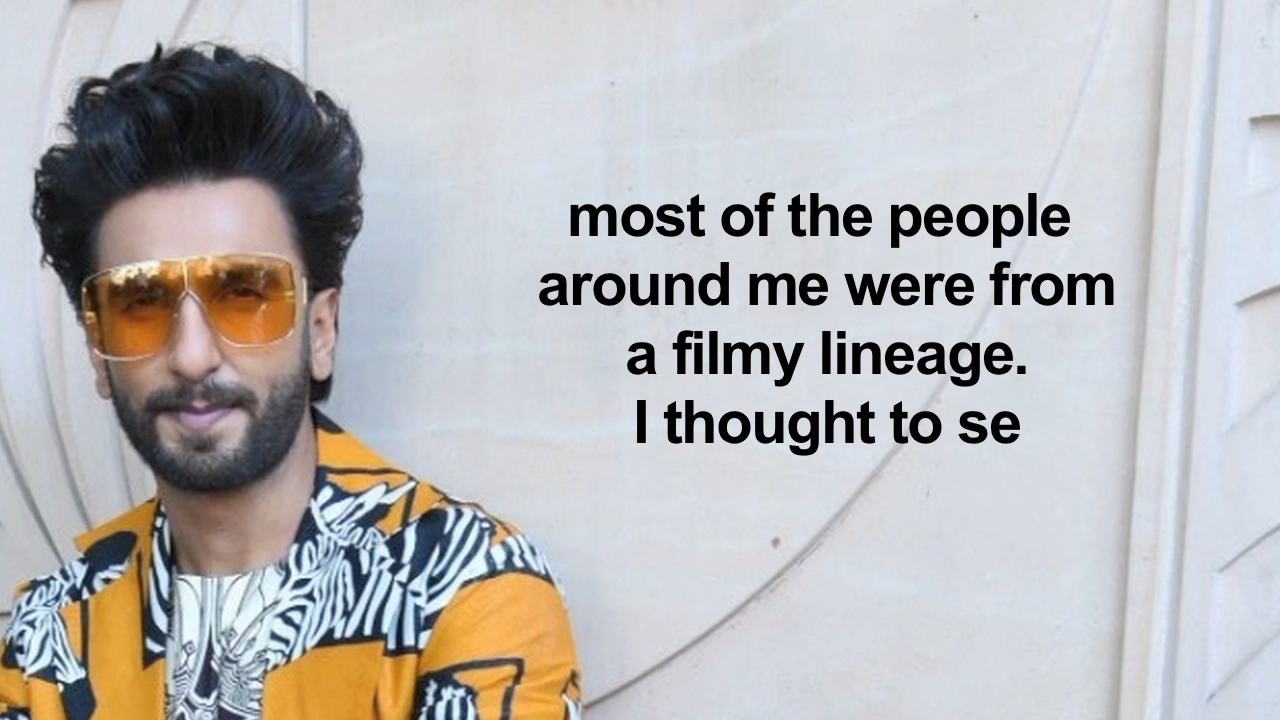 most of the people
around me were from
a filmy lineage.
I thought to se